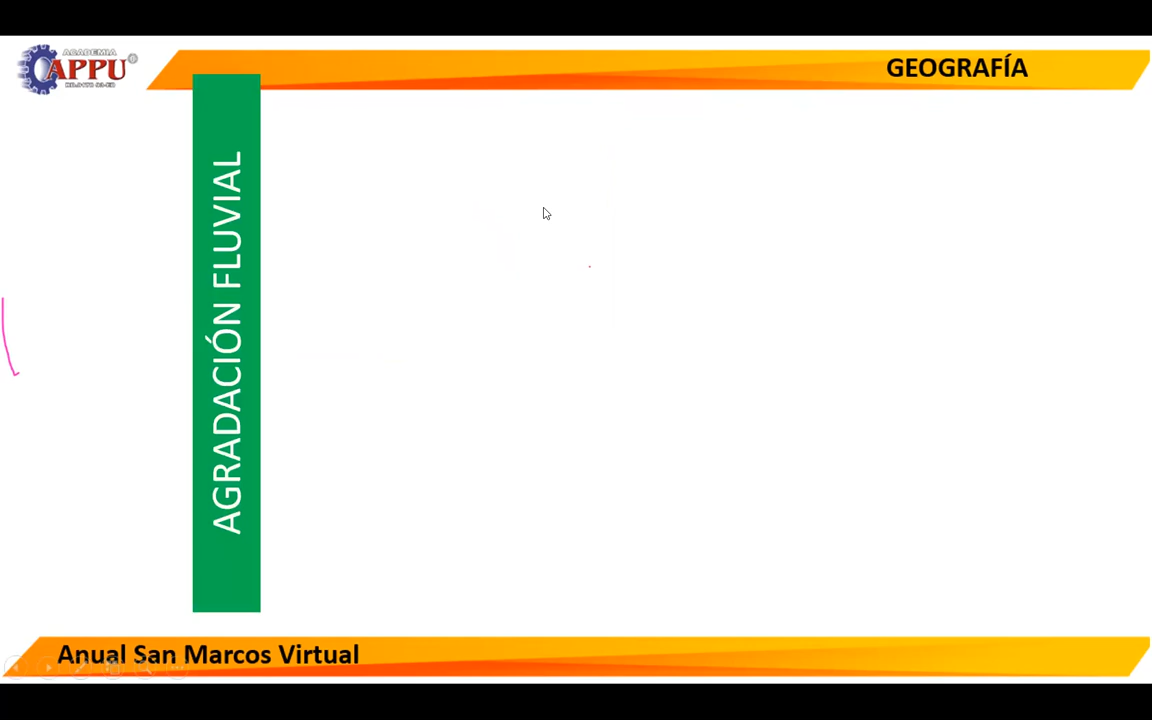 ACADEMIA
APPU
GEOGRAFÍA
AGRADACIÓN FLUVIAL
Anual San Marcos Virtual